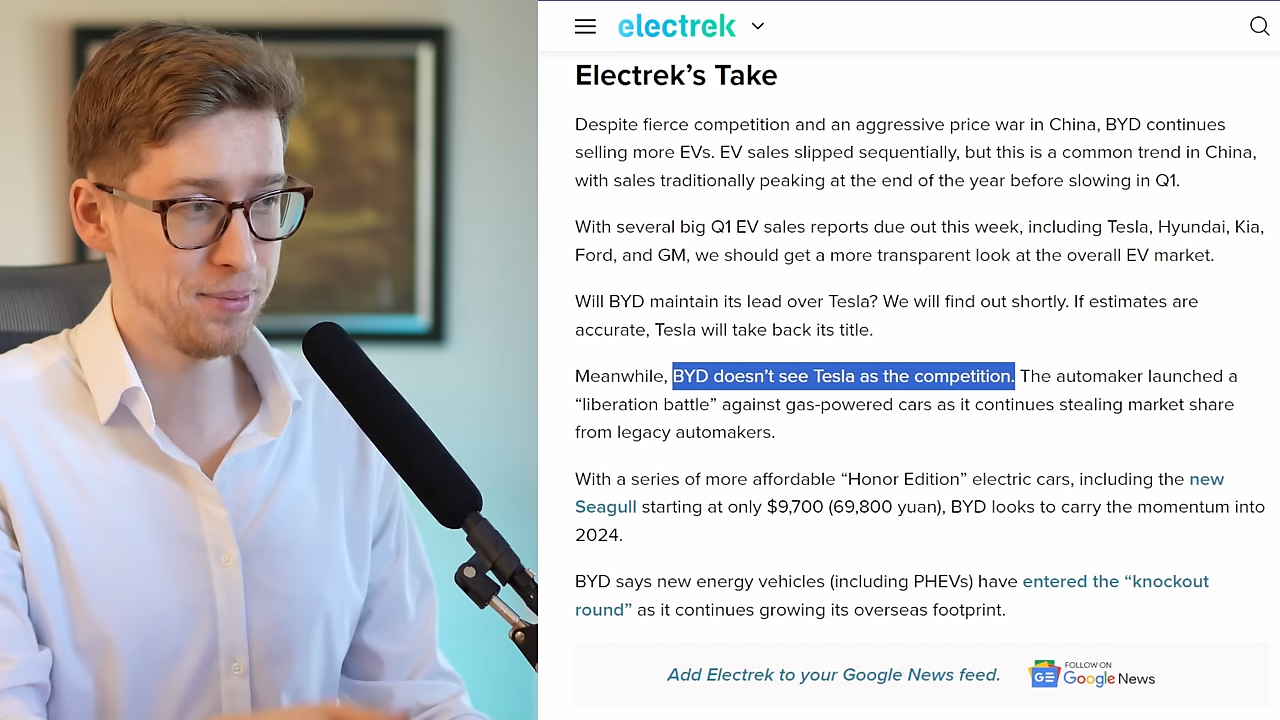 electrek
Electrek’s Take
Despite fierce competition and an aggressive price war in China, BYD continues
selling more EVs. EV sales slipped sequentially, but this is a common trend in China,
with sales traditionally peaking at the end of the year before slowing in Q1.
With several big Q1 EV sales reports due out this week, including Tesla, Hyundai, Kia,
Ford, and GM, we should get a more transparent look at the overall EV market.
Will BYD maintain its lead over Tesla? We will find out shortly. If estimates are
accurate, Tesla will take back its title.
Meanwhile, BYD doesn’t see Tesla as the competition. The automaker launched a
“liberation battle” against gas-powered cars as it continues stealing market share
from legacy automakers.
With a series of more affordable “Honor Edition” electric cars, including the new
Seagull starting at only $9,700 (69,800 yuan), BYD looks to carry the momentum into
2024.
BYD says new energy vehicles (including PHEVs) have entered the “knockout
round” as it continues growing its overseas footprint.
Add Electrek to your Google News feed.
GE
FOLLOW ON
Google News